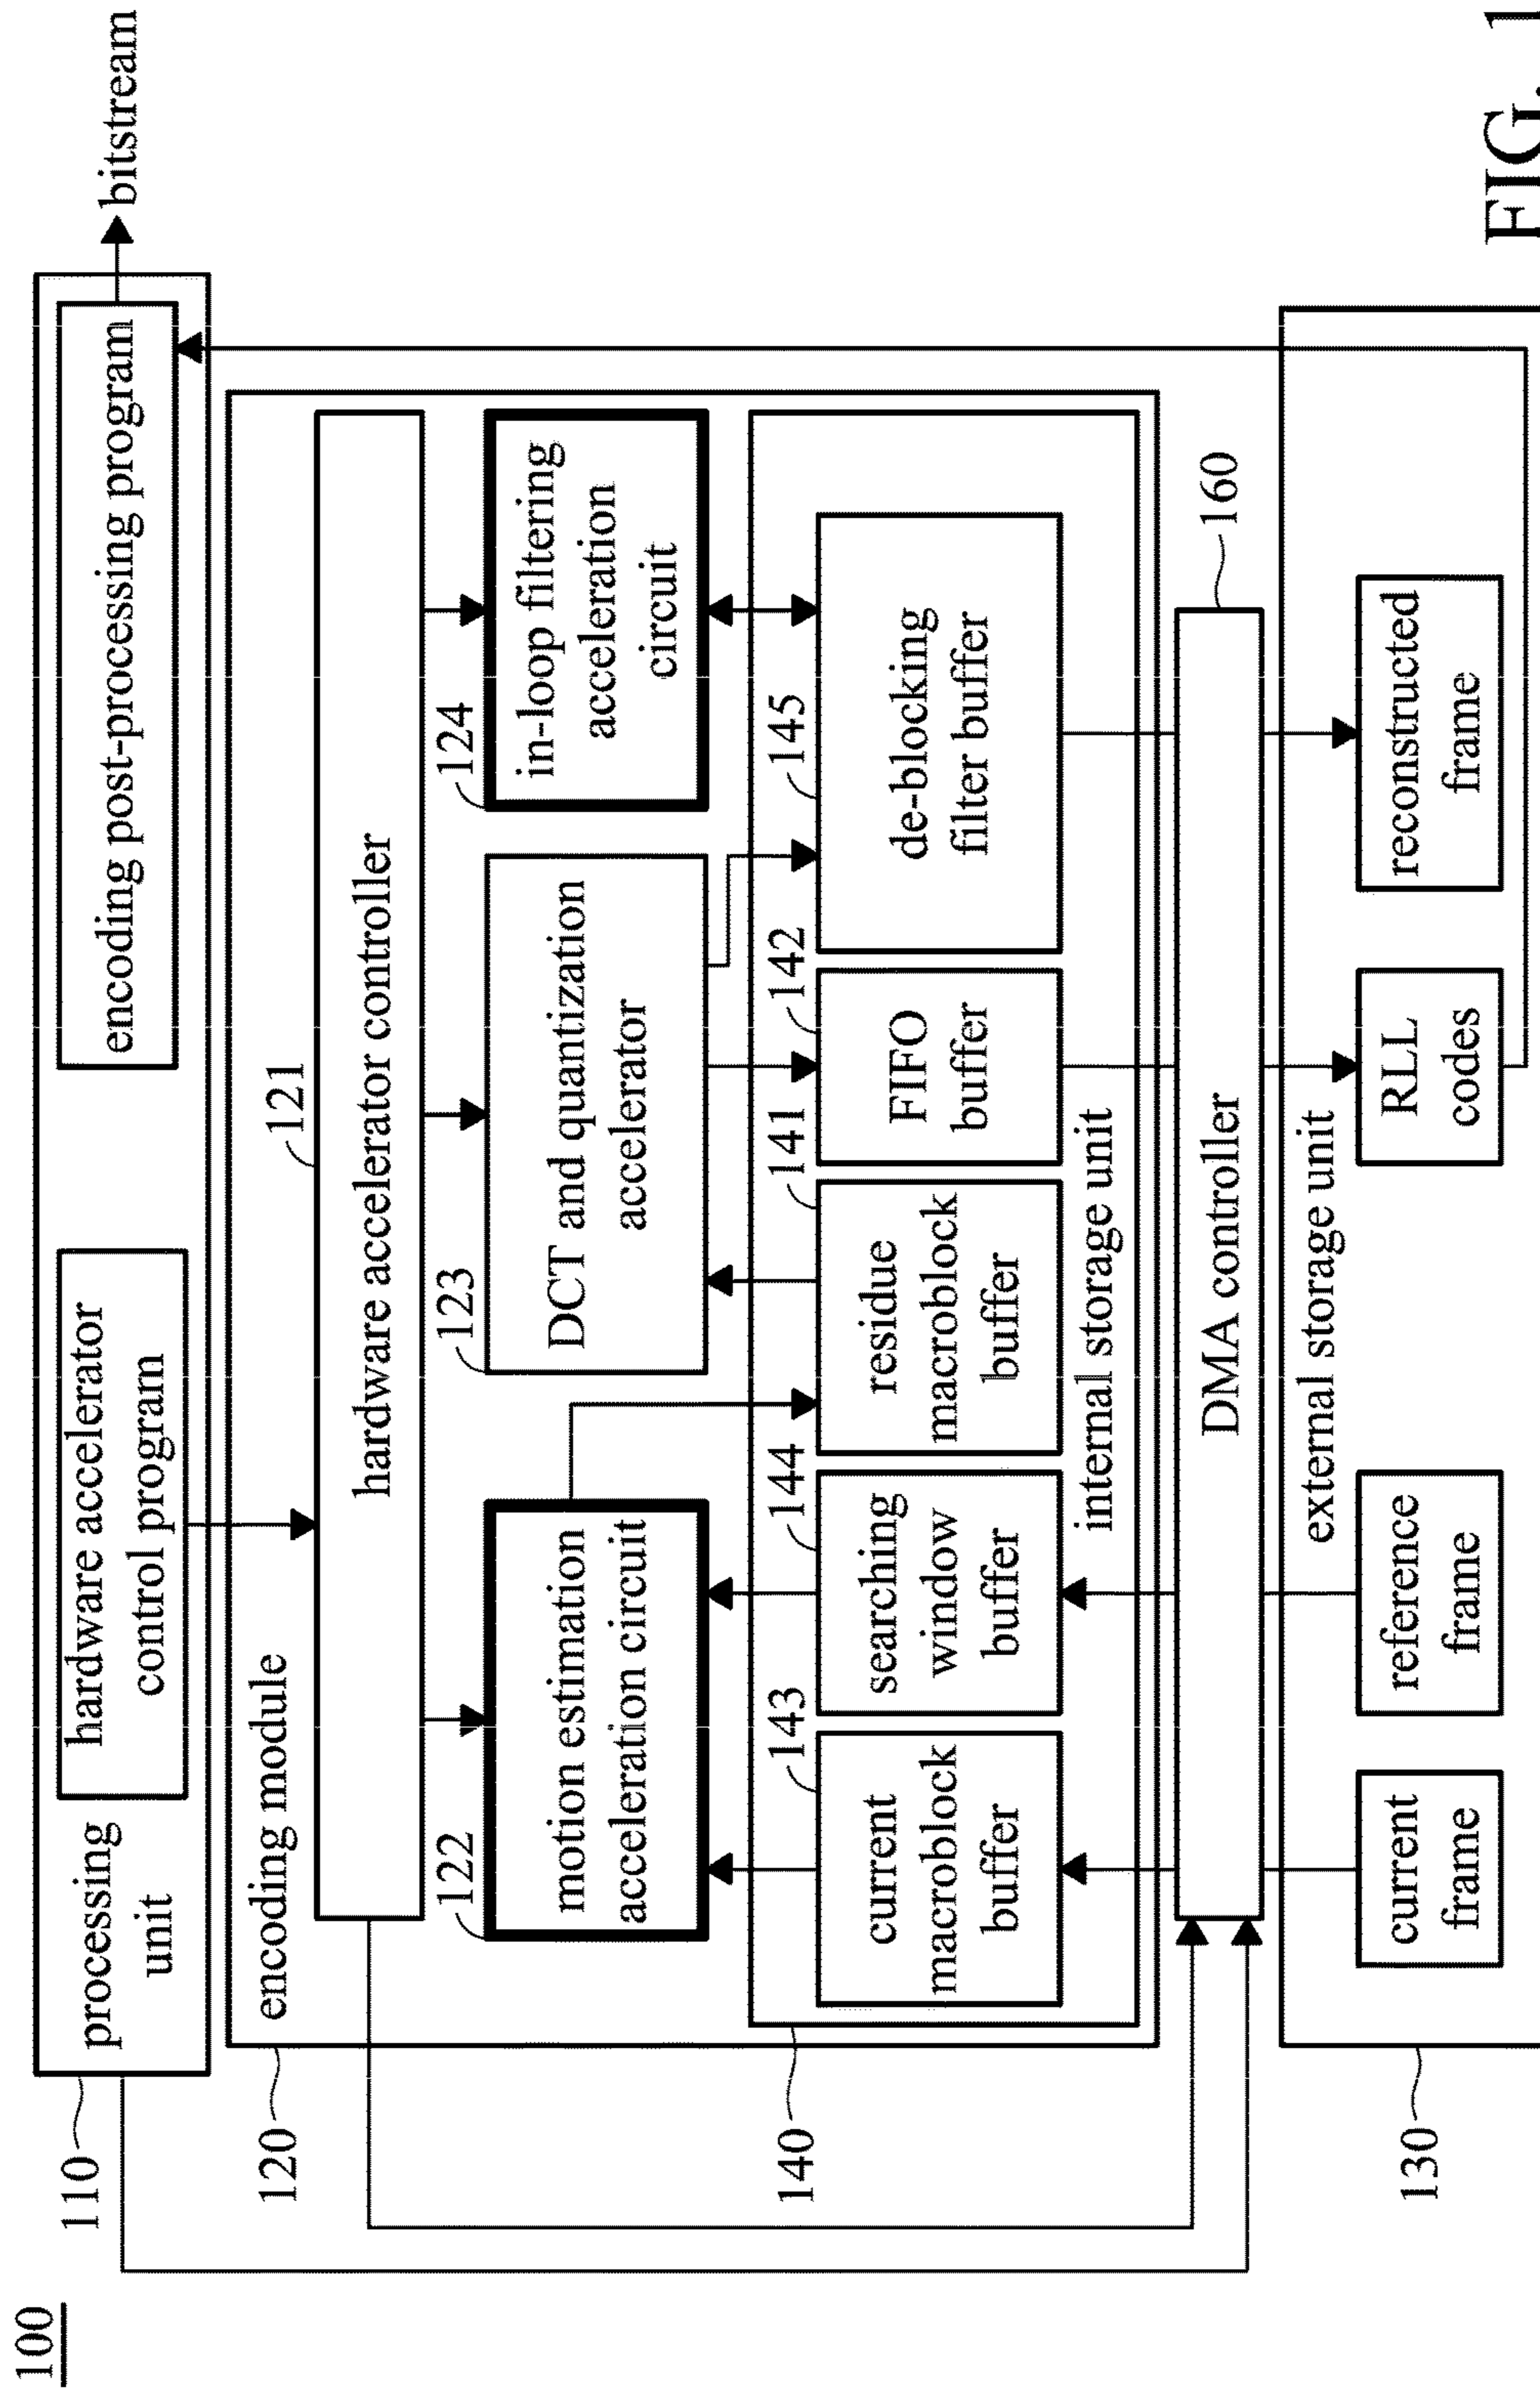 100
110
processing
unit
hardware accelerator
control program
encoding post-processing program
bitstream
120
encoding module
121
hardware accelerator controller
122
motion estimation
acceleration circuit
123
DCT and quantization
accelerator
124
in-loop filtering
acceleration
circuit
140
143
current
macroblock
buffer
144
searching
window
buffer
141
residue
macroblock
buffer
142
FIFO
buffer
145
de-blocking
filter buffer
internal storage unit
DMA controller
160
130
external storage unit
current
frame
reference
frame
RLL
codes
reconstructed
frame
FIG. 1